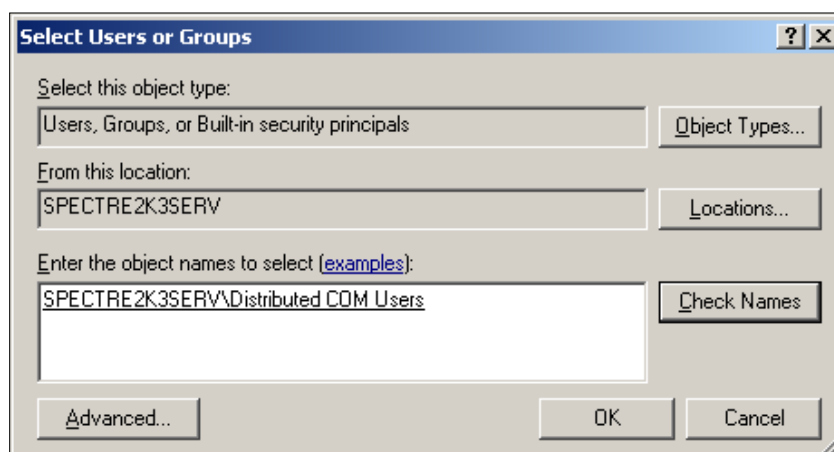 Select Users or Groups
Select this object type:
Users, Groups, or Built-in security principals
Object Types...
From this location:
SPECTRE2K3SERV
Locations...
Enter the object names to select (examples):
SPECTRE2K3SERV\Distributed COM Users
Check Names
Advanced...
OK
Cancel